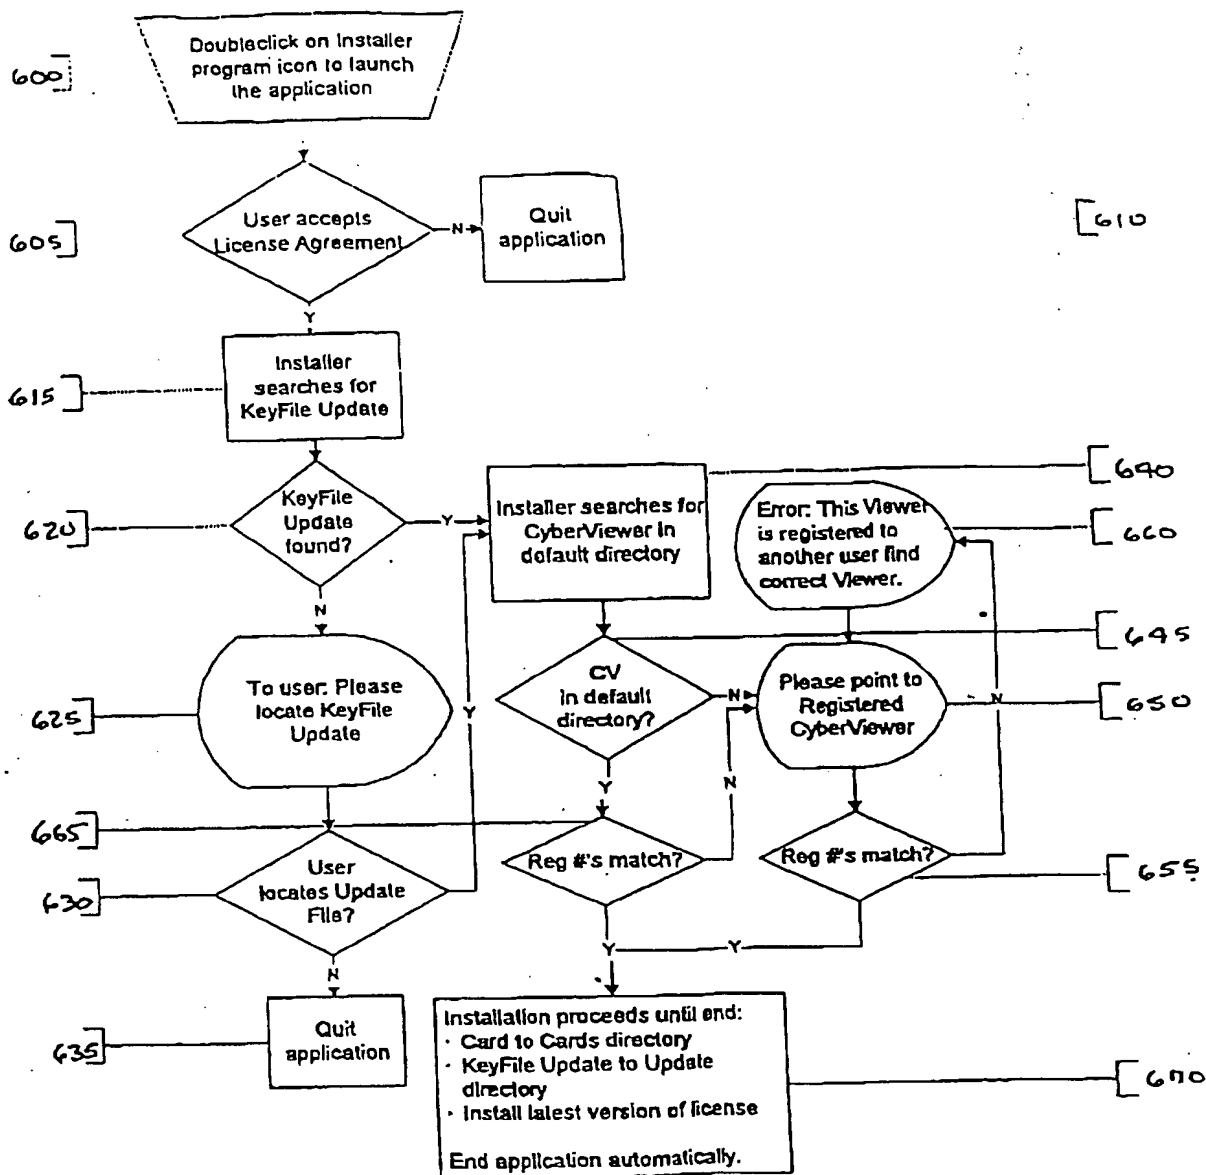 Doubleclick on Installer
program icon to launch
the application
600
User accepts
License Agreement
N
Quit
application
605
610
Y
Installer
searches for
KeyFile Update
615
KeyFile
Update
found?
620
Y
Installer searches for
CyberViewer in
default directory
640
Error: This Viewer
is registered to
another user find
correct Viewer.
660
N
645
To user: Please
locate KeyFile
Update
625
Y
CV
in default
directory?
N
Please point to
Registered
CyberViewer
N
650
Y
N
665
User
locates Update
File?
630
Reg #'s match?
Reg #'s match?
655
N
Y
Y
Quit
application
635
Installation proceeds until end:
· Card to Cards directory
· KeyFile Update to Update
directory
· Install latest version of license
End application automatically.
670